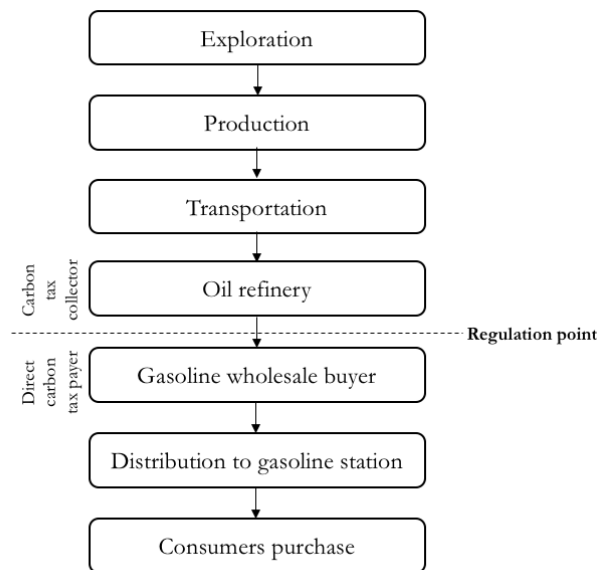 Exploration
Production
Transportation
Carbon
tax
collector
Oil refinery
Regulation point
Direct
carbon
tax payer
Gasoline wholesale buyer
Distribution to gasoline station
Consumers purchase